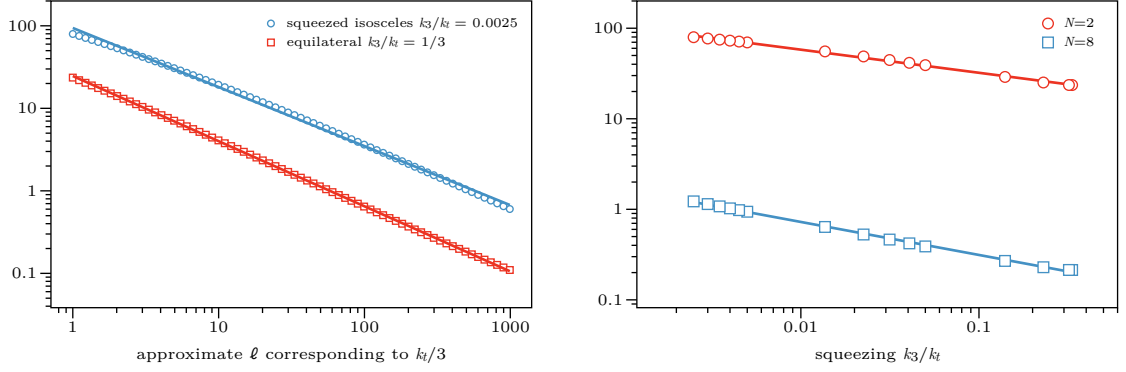 squeezed isosceles k₃/kₜ = 0.0025
equilateral k₃/kₜ = 1/3
100
10
1
0.1
1
10
100
1000
approximate ℓ corresponding to kₜ/3
N=2
N=8
100
10
1
0.1
0.01
0.1
squeezing k₃/kₜ